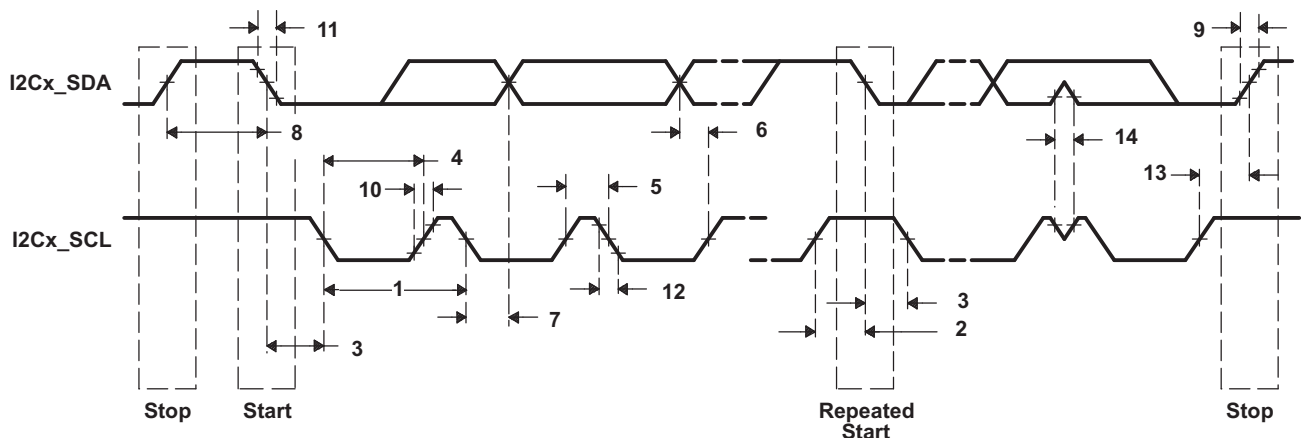 11
9
I2Cx_SDA
8
6
14
4
10
5
13
I2Cx_SCL
1
12
3
7
2
3
Stop
Start
Repeated
Start
Stop